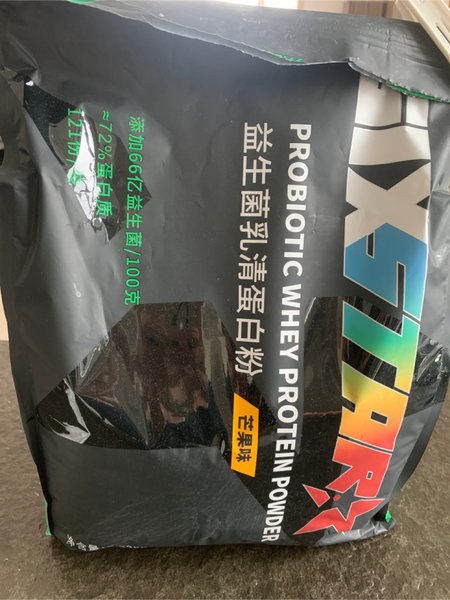 FIXSTAR
PROBIOTIC WHEY PROTEIN POWDER
益生菌乳清蛋白粉
芒果味
添加66亿益生菌/100克
≈72%蛋白质